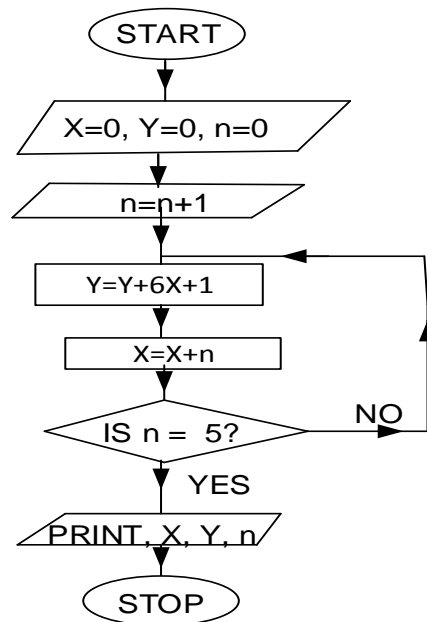 START
X=0, Y=0, n=0
n=n+1
Y=Y+6X+1
X=X+n
IS n = 5?
NO
YES
PRINT, X, Y, n
STOP